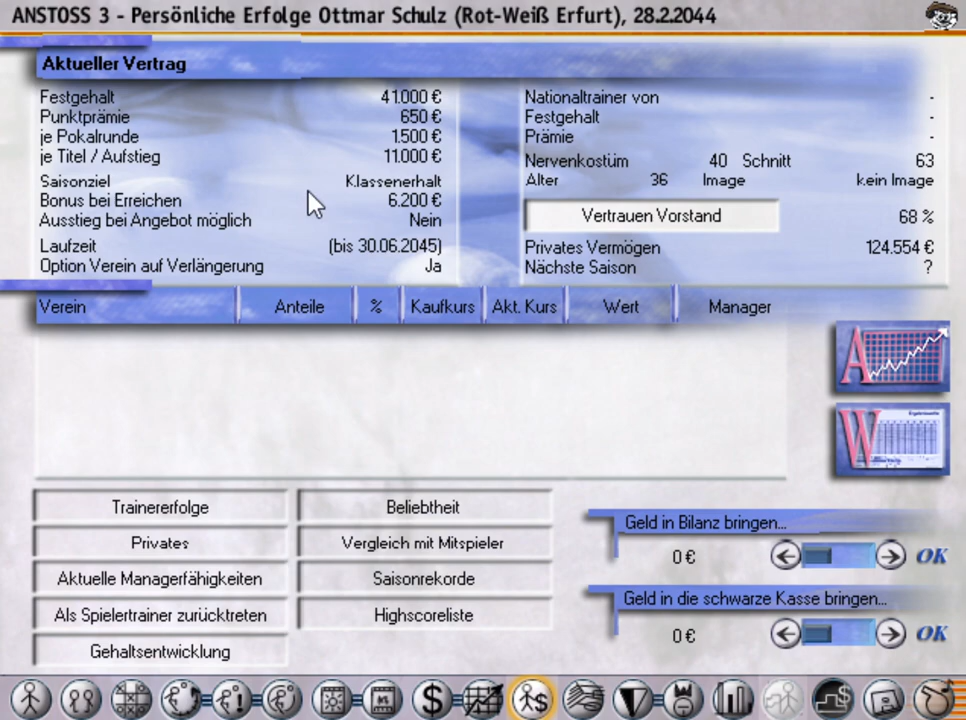 ANSTOSS 3 - Persönliche Erfolge Ottmar Schulz (Rot-Weiß Erfurt), 28.2.2044
Aktueller Vertrag
Festgehalt 41.000 €
Punktprämie 650 €
je Pokalrunde 1.500 €
je Titel / Aufstieg 11.000 €
Saisonziel Klassenerhalt
Bonus bei Erreichen 6.200 €
Ausstieg bei Angebot möglich Nein
Laufzeit (bis 30.06.2045)
Option Verein auf Verlängerung Ja
Nationaltrainer von -
Festgehalt -
Prämie -
Nervenkostüm 40 Schnitt 63
Alter 36 Image kein Image
Vertrauen Vorstand 68 %
Privates Vermögen 124.554 €
Nächste Saison ?
Verein Anteile % Kaufkurs Akt. Kurs Wert Manager
A
W
Trainererfolge
Privates
Aktuelle Managerfähigkeiten
Als Spielertrainer zurücktreten
Gehaltsentwicklung
Beliebtheit
Vergleich mit Mitspieler
Saisonrekorde
Highscoreliste
Geld in Bilanz bringen...
0 € OK
Geld in die schwarze Kasse bringen...
0 € OK